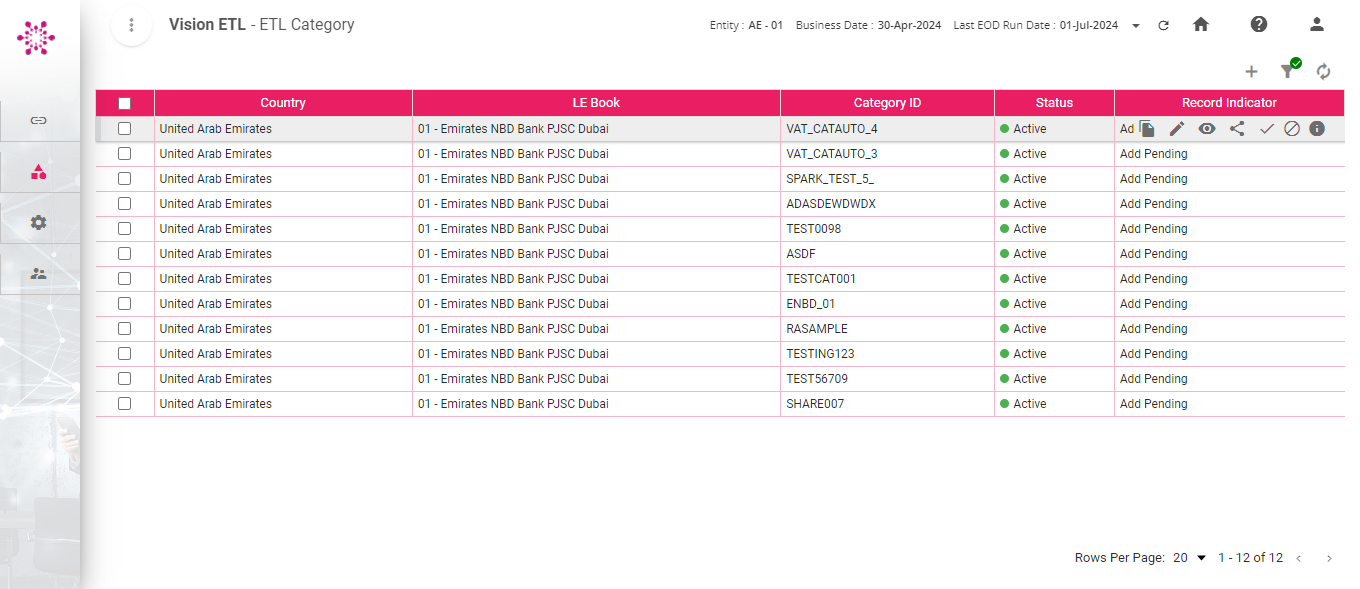 Vision ETL - ETL Category
Entity : AE - 01 Business Date : 30-Apr-2024 Last EOD Run Date : 01-Jul-2024
Country LE Book Category ID Status Record Indicator
United Arab Emirates 01 - Emirates NBD Bank PJSC Dubai VAT_CATAUTO_4 Active Ad
United Arab Emirates 01 - Emirates NBD Bank PJSC Dubai VAT_CATAUTO_3 Active Add Pending
United Arab Emirates 01 - Emirates NBD Bank PJSC Dubai SPARK_TEST_5_ Active Add Pending
United Arab Emirates 01 - Emirates NBD Bank PJSC Dubai ADASDEWDWDX Active Add Pending
United Arab Emirates 01 - Emirates NBD Bank PJSC Dubai TEST0098 Active Add Pending
United Arab Emirates 01 - Emirates NBD Bank PJSC Dubai ASDF Active Add Pending
United Arab Emirates 01 - Emirates NBD Bank PJSC Dubai TESTCAT001 Active Add Pending
United Arab Emirates 01 - Emirates NBD Bank PJSC Dubai ENBD_01 Active Add Pending
United Arab Emirates 01 - Emirates NBD Bank PJSC Dubai RASAMPLE Active Add Pending
United Arab Emirates 01 - Emirates NBD Bank PJSC Dubai TESTING123 Active Add Pending
United Arab Emirates 01 - Emirates NBD Bank PJSC Dubai TEST56709 Active Add Pending
United Arab Emirates 01 - Emirates NBD Bank PJSC Dubai SHARE007 Active Add Pending
Rows Per Page: 20 1 - 12 of 12